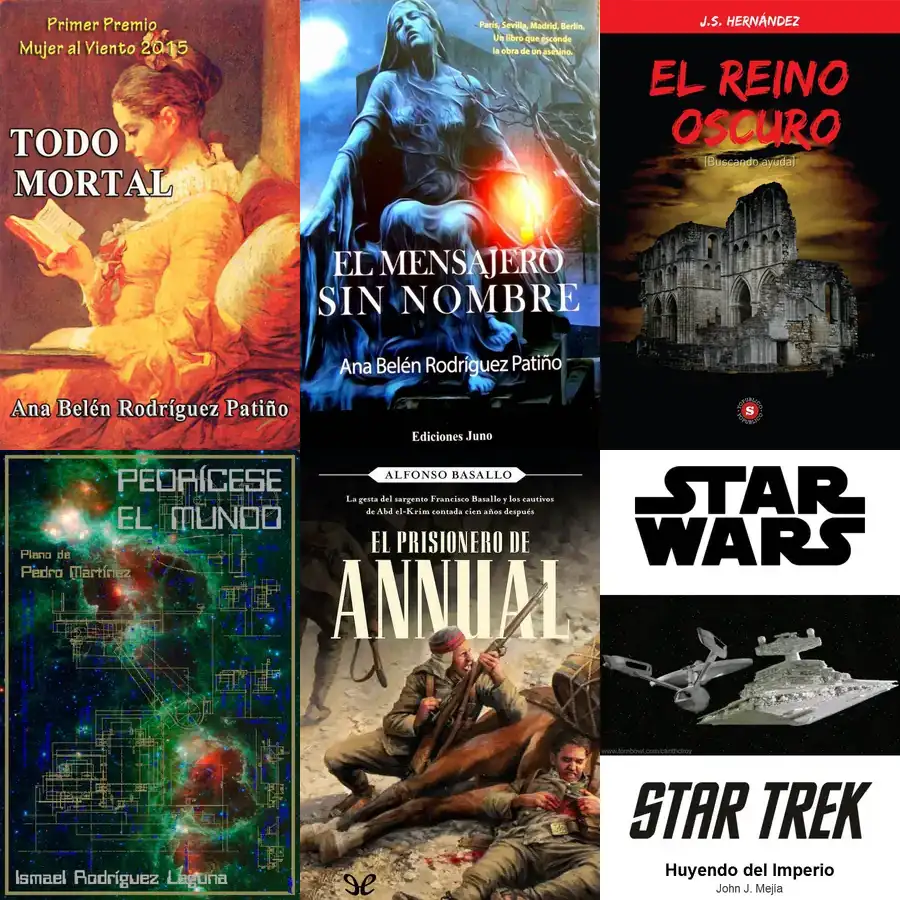 Primer Premio
Mujer al Viento 2015
TODO
MORTAL
Ana Belén Rodríguez Patiño
París, Sevilla, Madrid, Berlín.
Un libro que esconde
la obra de un asesino.
EL MENSAJERO
SIN NOMBRE
Ana Belén Rodríguez Patiño
Ediciones Juno
J.S. HERNÁNDEZ
EL REINO
OSCURO
[Buscando ayuda]
S
PEDRÍCESE
EL MUNDO
Plano de
Pedro Martínez
Ismael Rodríguez Laguna
ALFONSO BASALLO
La gesta del sargento Francisco Basallo y los cautivos
de Abd el-Krim contada cien años después
EL PRISIONERO DE
ANNUAL
STAR
WARS
STAR TREK
Huyendo del Imperio
John J. Mejia